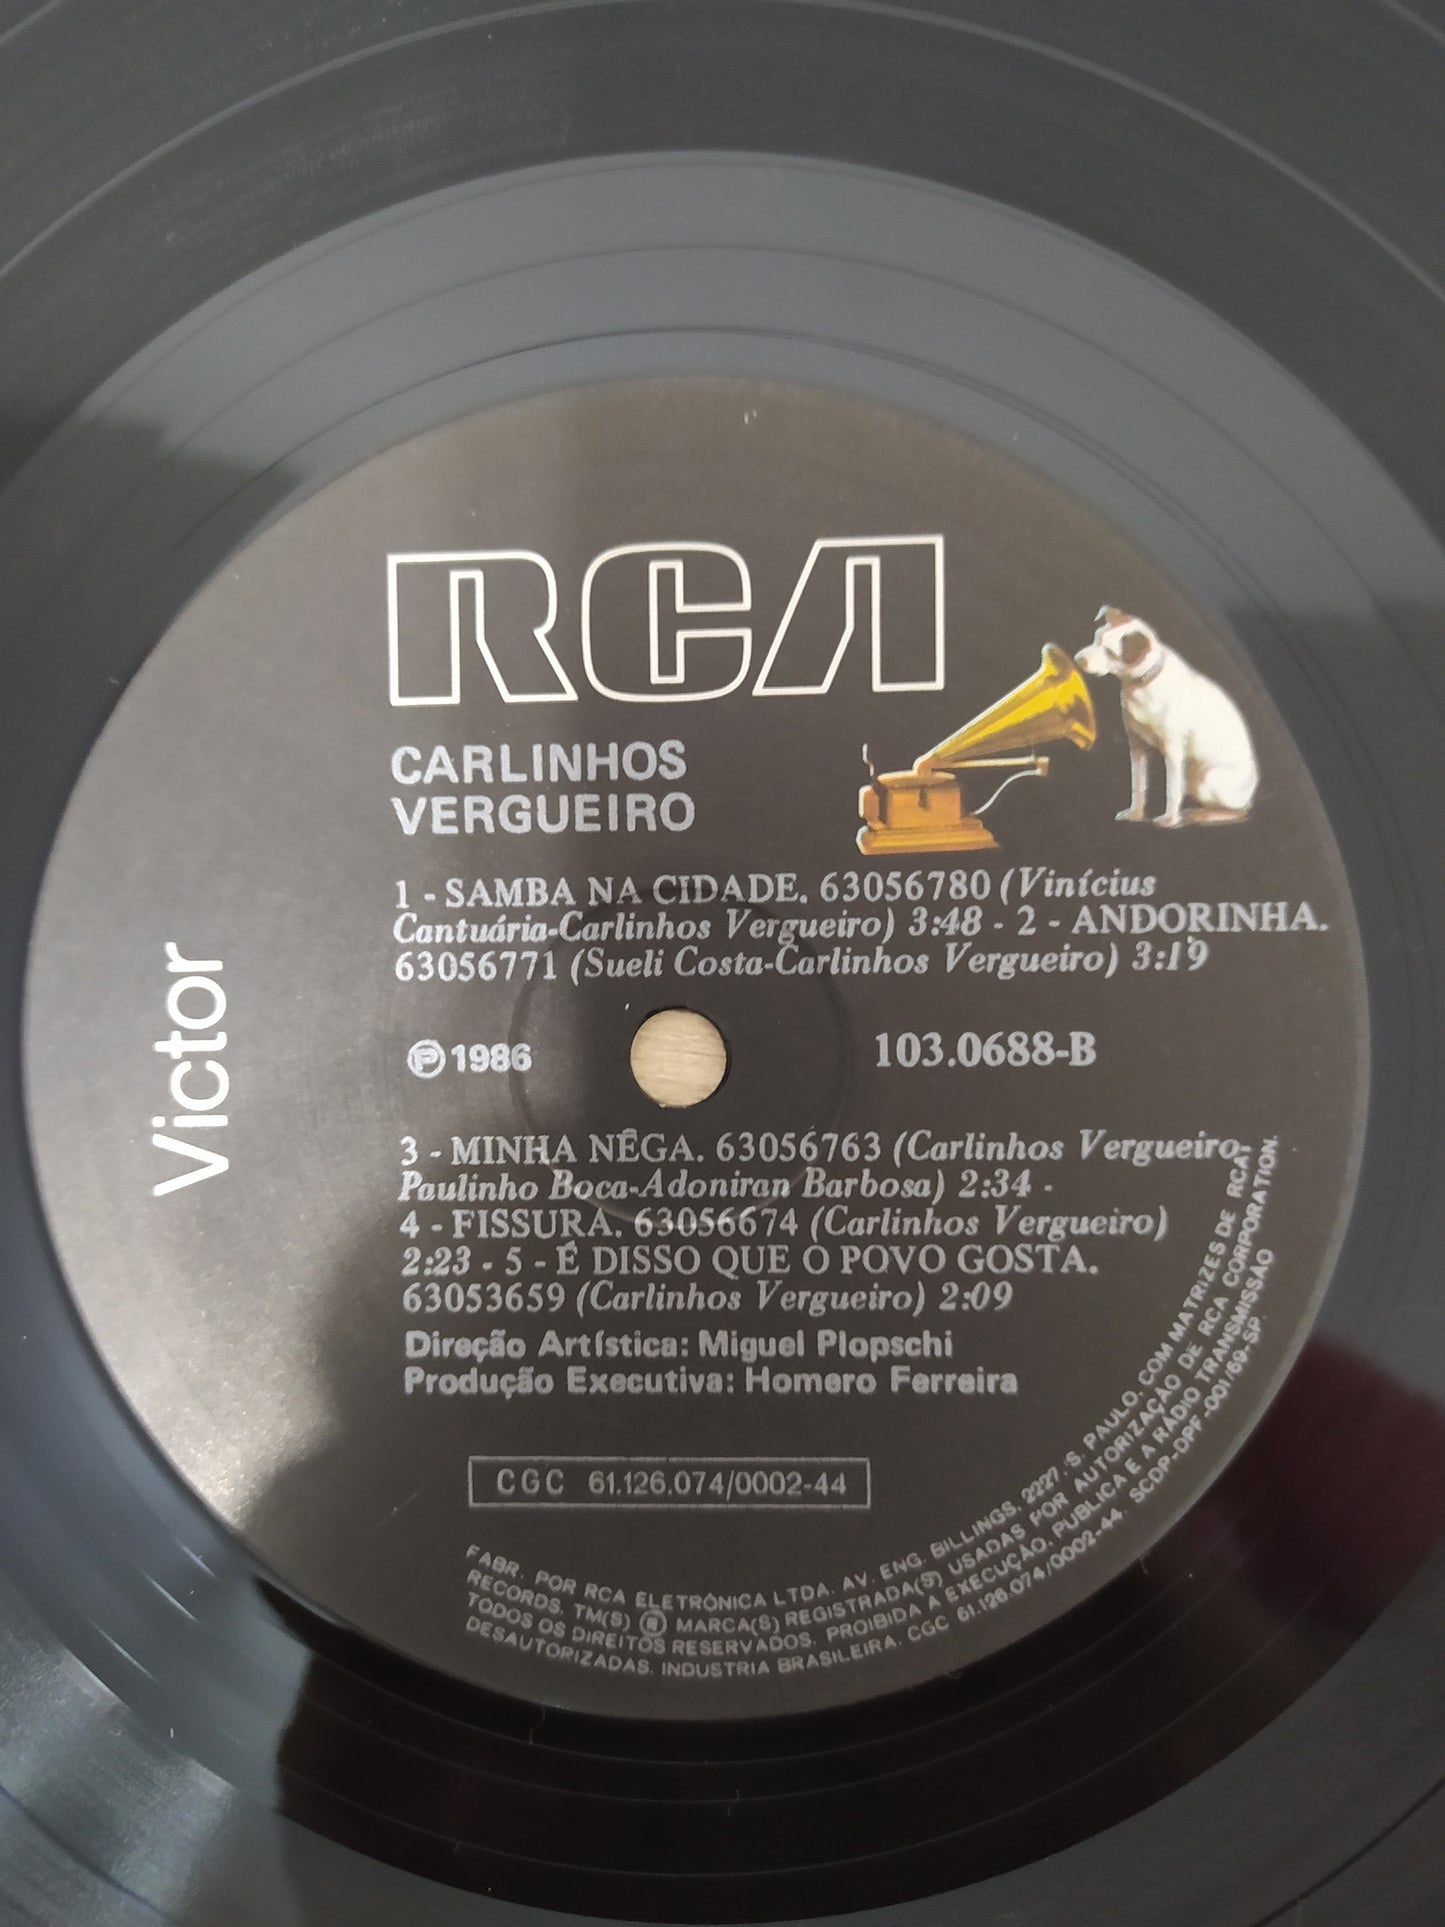 RCA
CARLINHOS
VERGUEIRO
1 - SAMBA NA CIDADE. 63056780 (Vinícius
Cantuária-Carlinhos Vergueiro) 3:48 - 2 - ANDORINHA.
63056771 (Sueli Costa-Carlinhos Vergueiro) 3:19
Victor
℗ 1986
103.0688-B
3 - MINHA NÊGA. 63056763 (Carlinhos Vergueiro-
Paulinho Boca-Adoniran Barbosa) 2:34 -
4 - FISSURA. 63056674 (Carlinhos Vergueiro)
2:23 - 5 - É DISSO QUE O POVO GOSTA.
63053659 (Carlinhos Vergueiro) 2:09
Direção Artística: Miguel Plopschi
Produção Executiva: Homero Ferreira
CGC 61.126.074/0002-44
FABR. POR RCA ELETRÔNICA LTDA. AV. ENG. BILLINGS, 2227, S. PAULO, COM MATRIZES DE RCA
RECORDS. TM(S) ® MARCA(S) REGISTRADA(S) USADAS POR AUTORIZAÇÃO DE RCA CORPORATION.
TODOS OS DIREITOS RESERVADOS. PROIBIDA A EXECUÇÃO, PUBLICA E A RÁDIO TRANSMISSÃO
DESAUTORIZADAS. INDUSTRIA BRASILEIRA. CGC 61.126.074/0002-44. SCDP-DPF-001/69-SP.